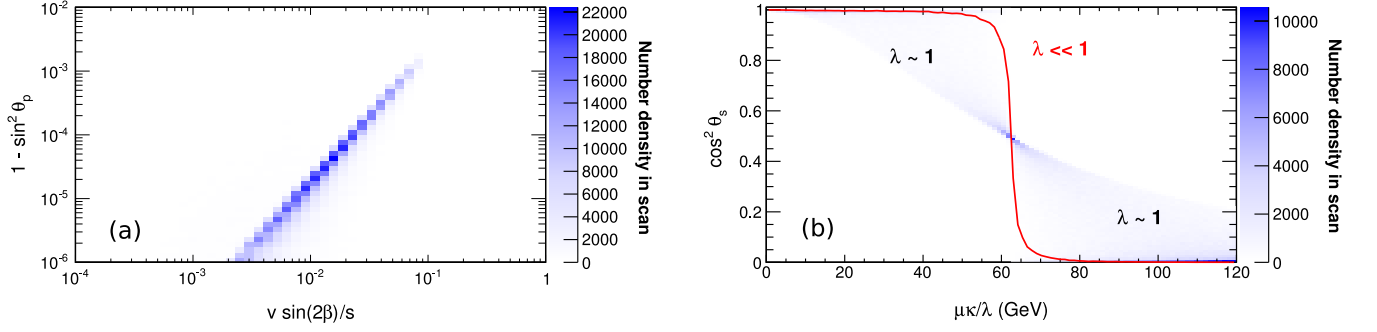 10⁻²
10⁻³
10⁻⁴
10⁻⁵
10⁻⁶
1 - sin² θp
(a)
10⁻⁴ 10⁻³ 10⁻² 10⁻¹ 1
v sin(2β)/s
22000
20000
18000
16000
14000
12000
10000
8000
6000
4000
2000
0
Number density in scan
1
0.8
0.6
0.4
0.2
0
cos² θs
λ ~ 1
λ << 1
λ ~ 1
(b)
0 20 40 60 80 100 120
μκ/λ (GeV)
10000
8000
6000
4000
2000
0
Number density in scan